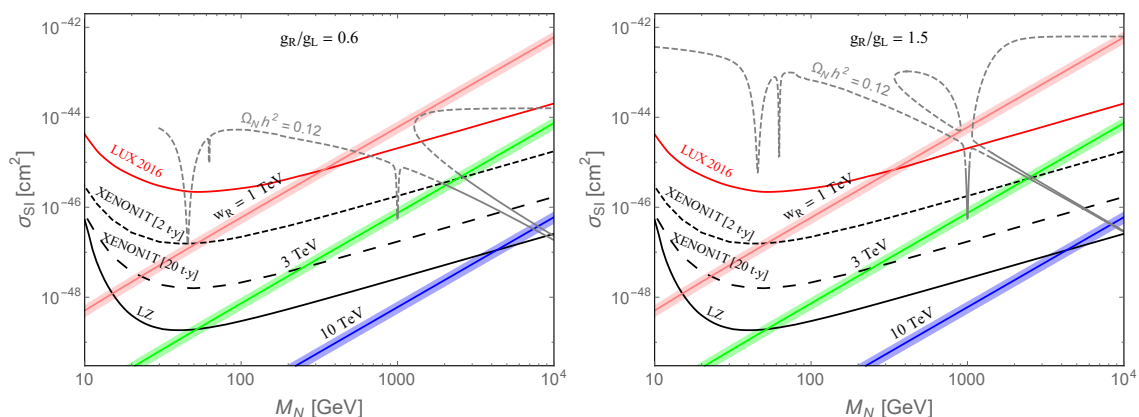 g_R/g_L = 0.6
10^-42
10^-44
10^-46
10^-48
σ_SI [cm^2]
Ω_N h^2 = 0.12
LUX 2016
w_R = 1 TeV
XENON1T [2 t·y]
XENON1T [20 t·y]
3 TeV
LZ
10 TeV
10
100
1000
10^4
M_N [GeV]
g_R/g_L = 1.5
10^-42
10^-44
10^-46
10^-48
σ_SI [cm^2]
Ω_N h^2 = 0.12
LUX 2016
w_R = 1 TeV
XENON1T [2 t·y]
XENON1T [20 t·y]
3 TeV
LZ
10 TeV
10
100
1000
10^4
M_N [GeV]